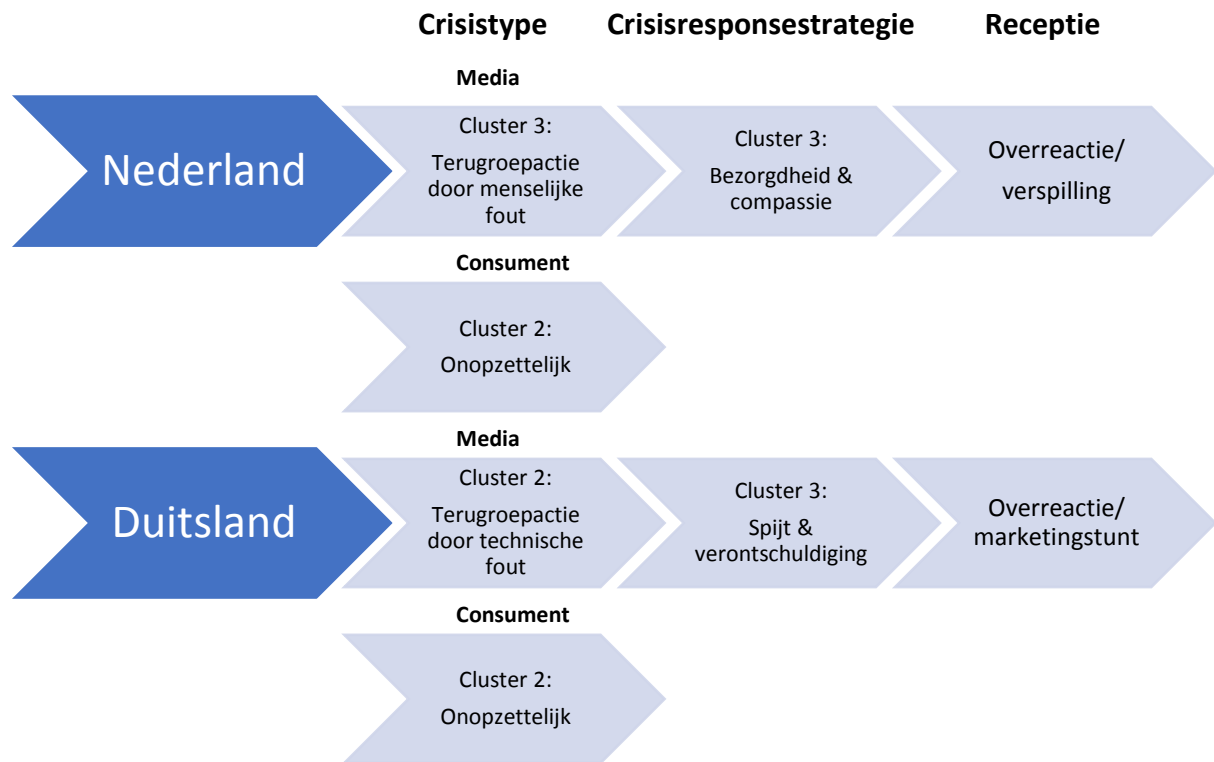 Crisistype Crisisresponsestrategie Receptie
Media
Nederland
Cluster 3:
Terugroepactie
door menselijke
fout
Cluster 3:
Bezorgdheid &
compassie
Overreactie/
verspilling
Consument
Cluster 2:
Onopzettelijk
Media
Duitsland
Cluster 2:
Terugroepactie
door technische
fout
Cluster 3:
Spijt &
verontschuldiging
Overreactie/
marketingstunt
Consument
Cluster 2:
Onopzettelijk